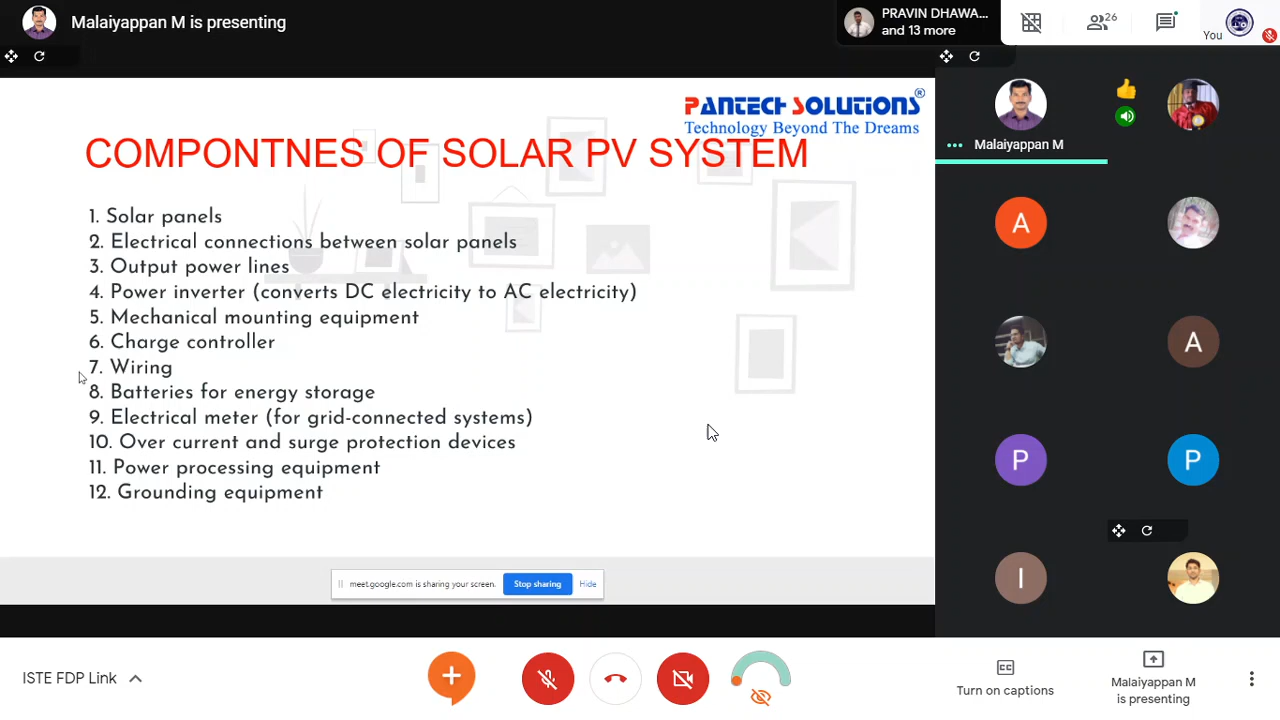 Malaiyappan M is presenting
PRAVIN DHAWA...
and 13 more
26
You
PANTECH SOLUTIONS®
Technology Beyond The Dreams
COMPONTNES OF SOLAR PV SYSTEM
1. Solar panels
2. Electrical connections between solar panels
3. Output power lines
4. Power inverter (converts DC electricity to AC electricity)
5. Mechanical mounting equipment
6. Charge controller
7. Wiring
8. Batteries for energy storage
9. Electrical meter (for grid-connected systems)
10. Over current and surge protection devices
11. Power processing equipment
12. Grounding equipment
meet.google.com is sharing your screen.
Stop sharing
Hide
Malaiyappan M
A
A
P
P
I
ISTE FDP Link
Turn on captions
Malaiyappan M
is presenting